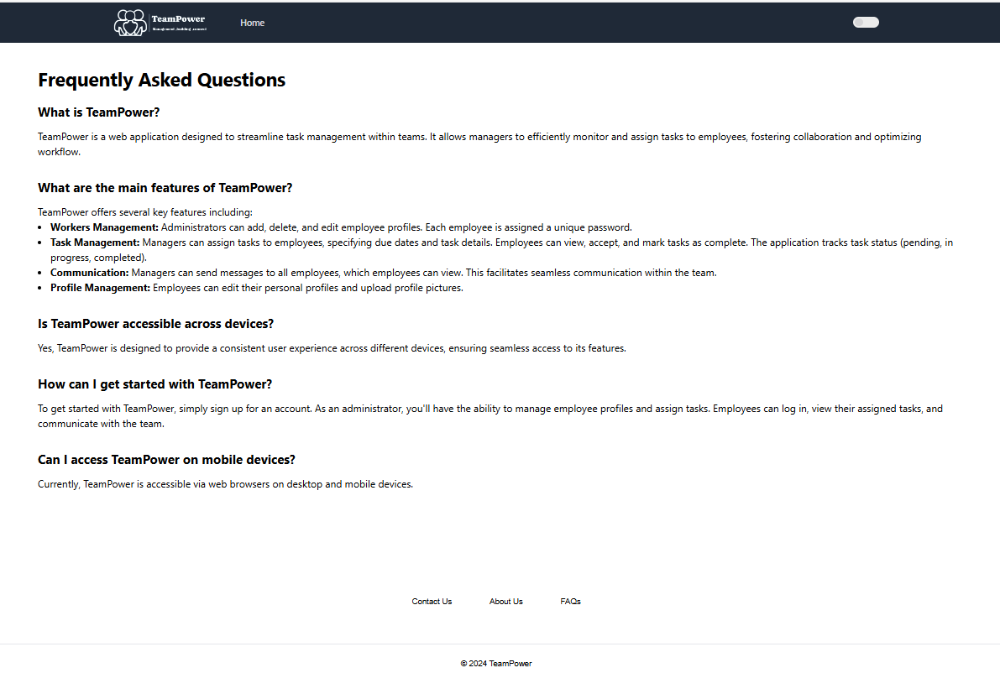 TeamPower
Home
Frequently Asked Questions
What is TeamPower?
TeamPower is a web application designed to streamline task management within teams. It allows managers to efficiently monitor and assign tasks to employees, fostering collaboration and optimizing
workflow.
What are the main features of TeamPower?
TeamPower offers several key features including:
• Workers Management: Administrators can add, delete, and edit employee profiles. Each employee is assigned a unique password.
• Task Management: Managers can assign tasks to employees, specifying due dates and task details. Employees can view, accept, and mark tasks as complete. The application tracks task status (pending, in
progress, completed).
• Communication: Managers can send messages to all employees, which employees can view. This facilitates seamless communication within the team.
• Profile Management: Employees can edit their personal profiles and upload profile pictures.
Is TeamPower accessible across devices?
Yes, TeamPower is designed to provide a consistent user experience across different devices, ensuring seamless access to its features.
How can I get started with TeamPower?
To get started with TeamPower, simply sign up for an account. As an administrator, you'll have the ability to manage employee profiles and assign tasks. Employees can log in, view their assigned tasks, and
communicate with the team.
Can I access TeamPower on mobile devices?
Currently, TeamPower is accessible via web browsers on desktop and mobile devices.
Contact Us
About Us
FAQs
© 2024 TeamPower